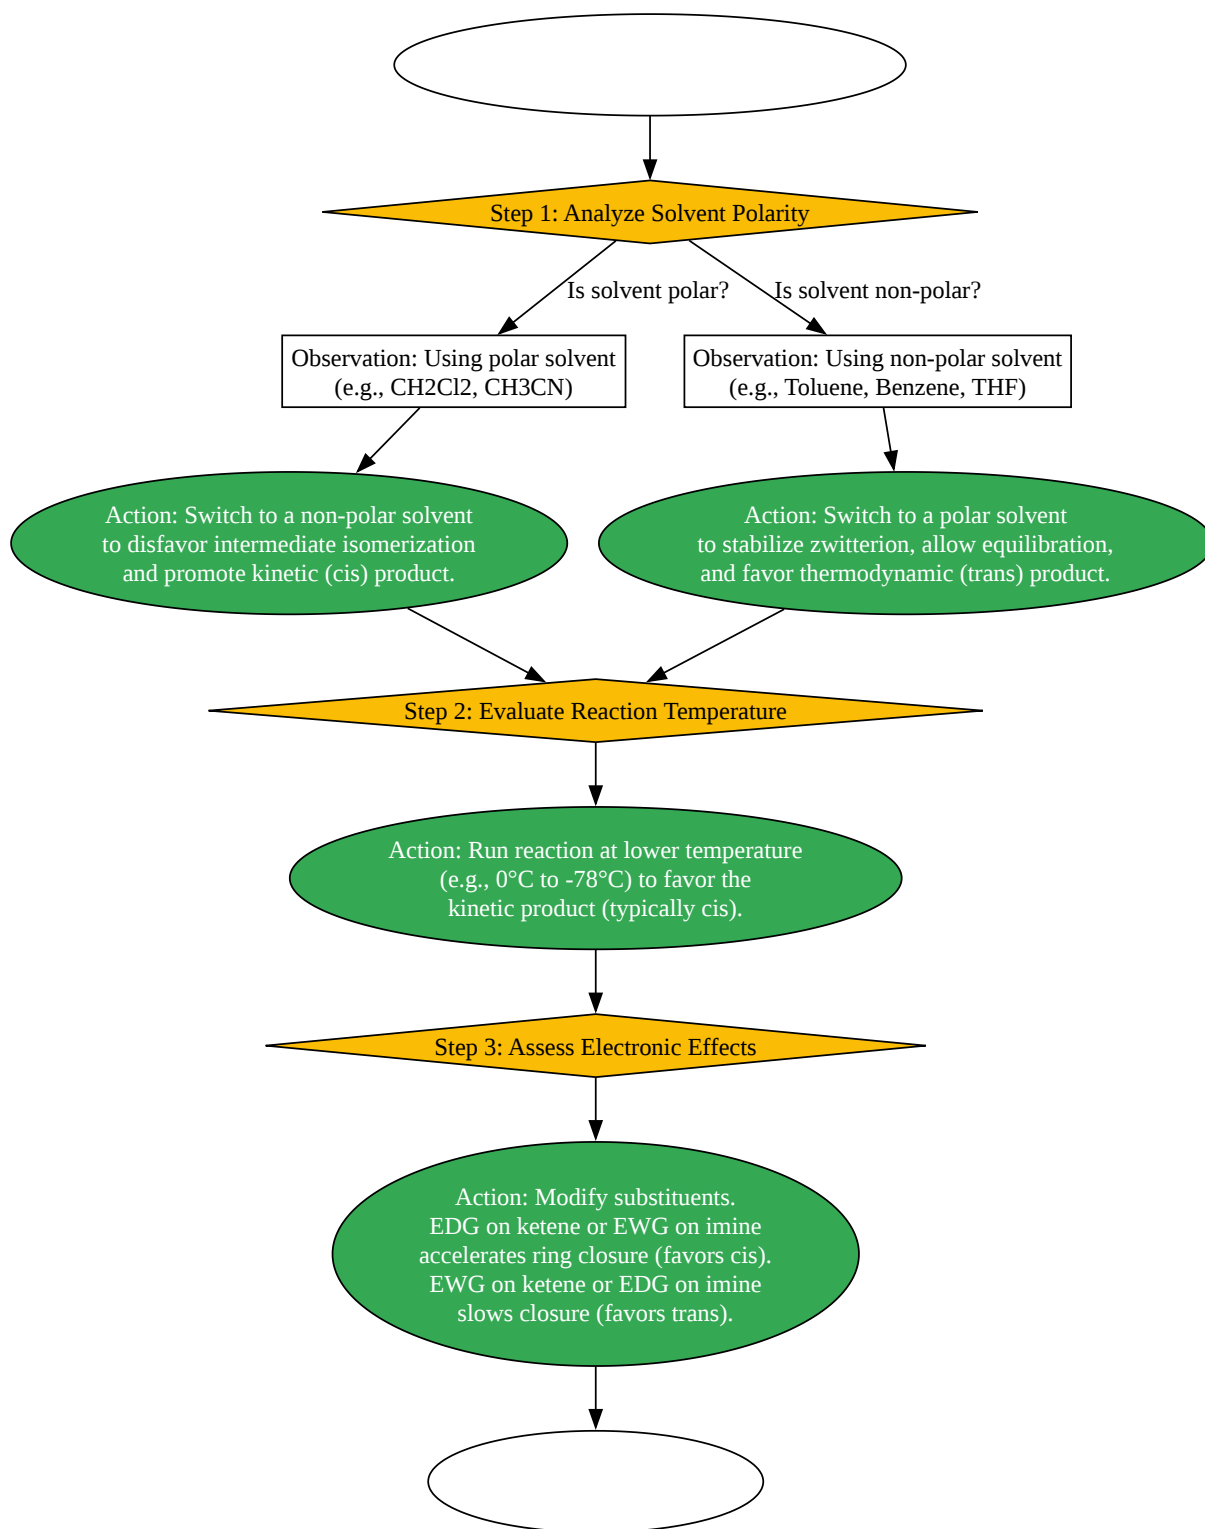 Step 1: Analyze Solvent Polarity
Is solvent polar?
Is solvent non-polar?
Observation: Using polar solvent
(e.g., CH2Cl2, CH3CN)
Observation: Using non-polar solvent
(e.g., Toluene, Benzene, THF)
Action: Switch to a non-polar solvent
to disfavor intermediate isomerization
and promote kinetic (cis) product.
Action: Switch to a polar solvent
to stabilize zwitterion, allow equilibration,
and favor thermodynamic (trans) product.
Step 2: Evaluate Reaction Temperature
Action: Run reaction at lower temperature
(e.g., 0°C to -78°C) to favor the
kinetic product (typically cis).
Step 3: Assess Electronic Effects
Action: Modify substituents.
EDG on ketene or EWG on imine
accelerates ring closure (favors cis).
EWG on ketene or EDG on imine
slows closure (favors trans).